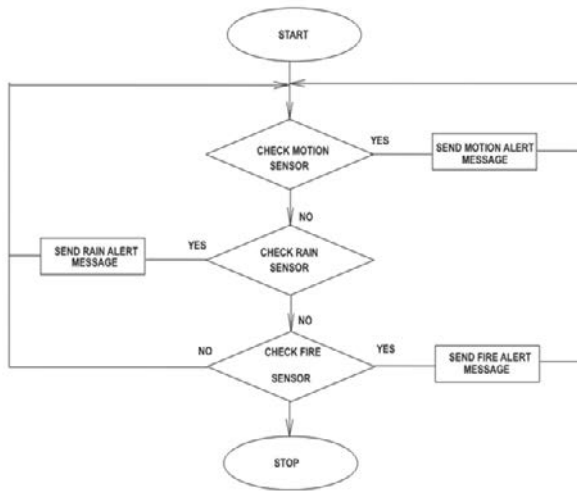 START
CHECK MOTION
SENSOR
YES
SEND MOTION ALERT
MESSAGE
NO
SEND RAIN ALERT
MESSAGE
YES
CHECK RAIN
SENSOR
NO
NO
CHECK FIRE
SENSOR
YES
SEND FIRE ALERT
MESSAGE
STOP